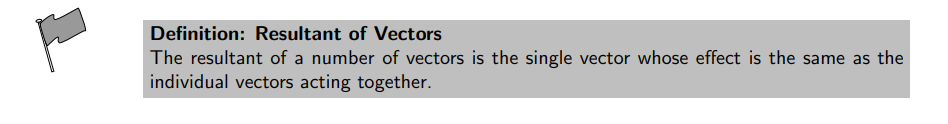 Definition: Resultant of Vectors
The resultant of a number of vectors is the single vector whose effect is the same as the
individual vectors acting together.